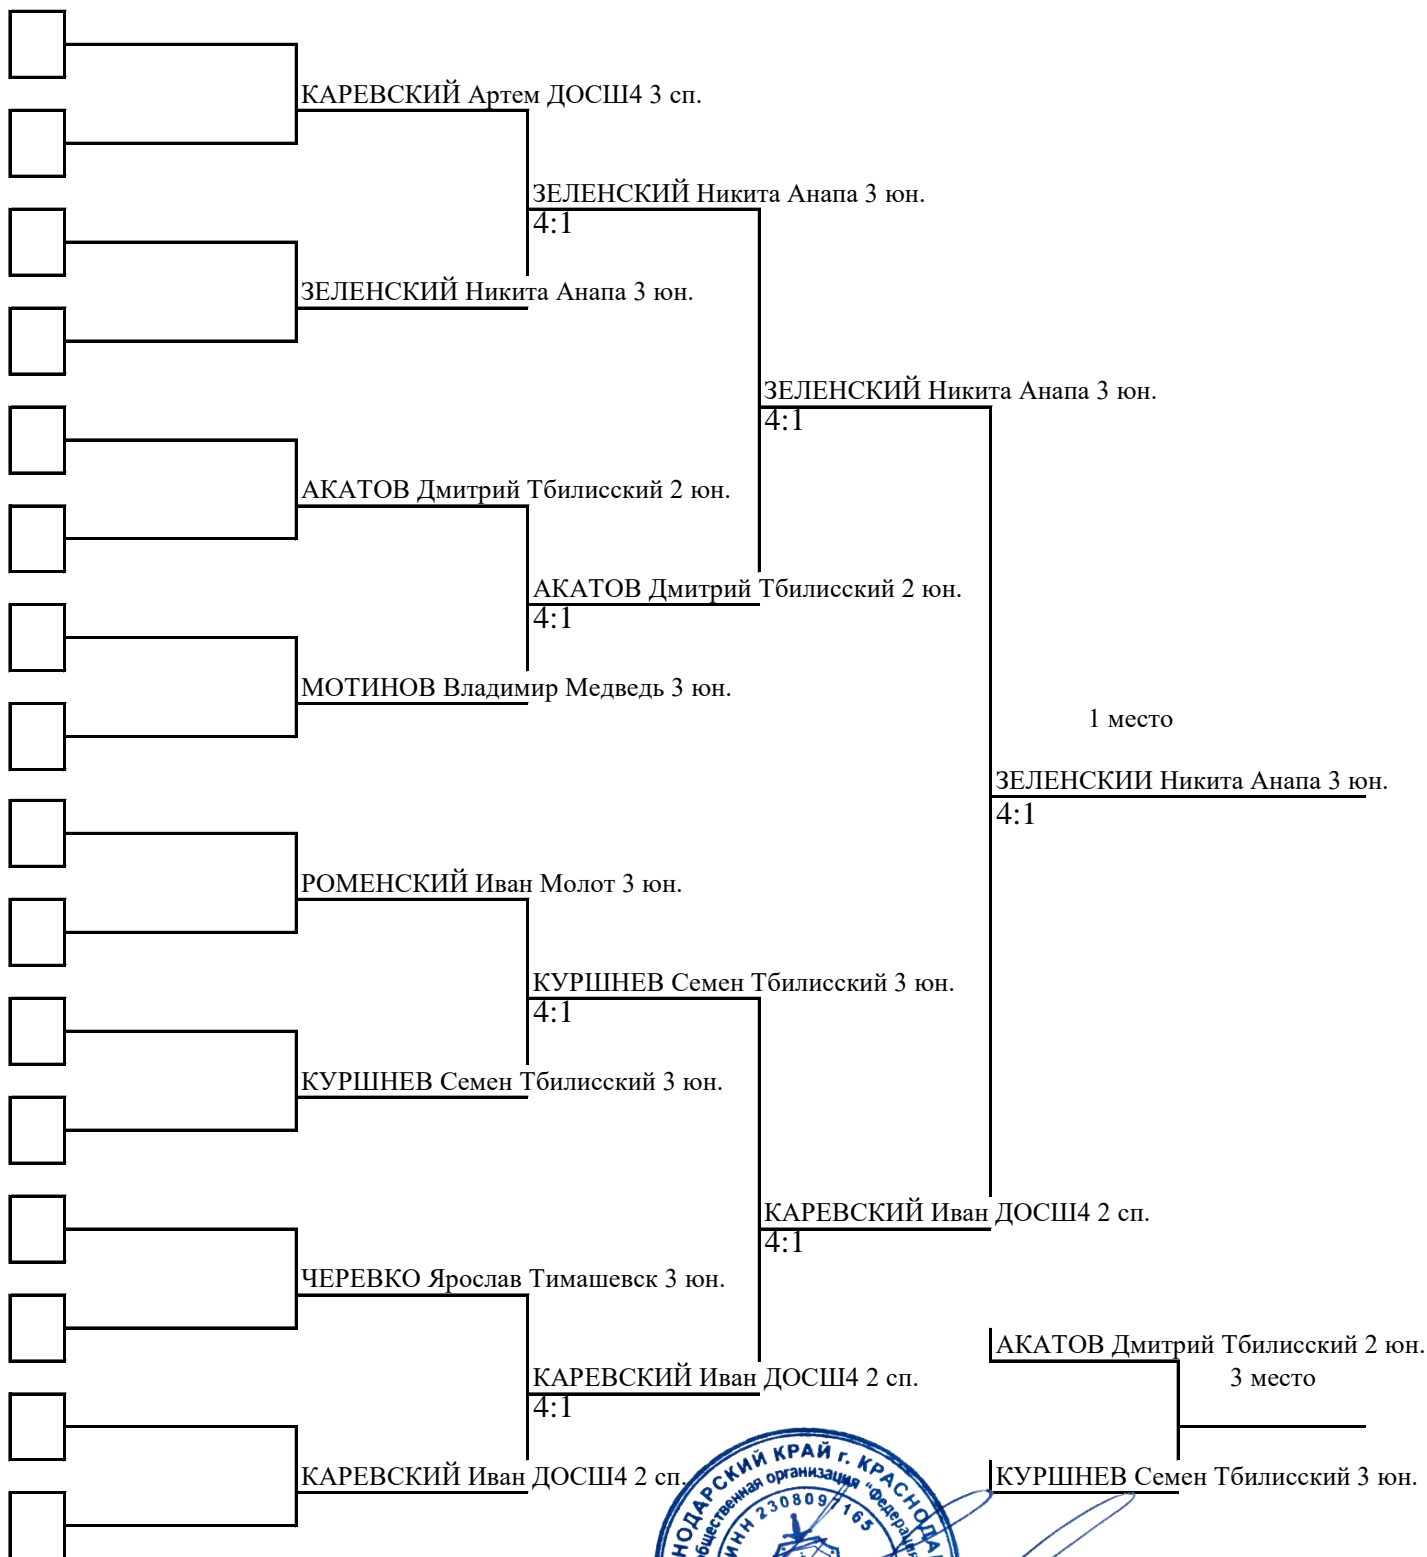 КАРЕВСКИЙ Артем ДОСШ4 3 сп.
ЗЕЛЕНСКИЙ Никита Анапа 3 юн.
4:1
ЗЕЛЕНСКИЙ Никита Анапа 3 юн.
ЗЕЛЕНСКИЙ Никита Анапа 3 юн.
4:1
АКАТОВ Дмитрий Тбилисский 2 юн.
АКАТОВ Дмитрий Тбилисский 2 юн.
4:1
МОТИНОВ Владимир Медведь 3 юн.
1 место
ЗЕЛЕНСКИИ Никита Анапа 3 юн.
4:1
РОМЕНСКИЙ Иван Молот 3 юн.
КУРШНЕВ Семен Тбилисский 3 юн.
4:1
КУРШНЕВ Семен Тбилисский 3 юн.
КАРЕВСКИЙ Иван ДОСШ4 2 сп.
4:1
ЧЕРЕВКО Ярослав Тимашевск 3 юн.
АКАТОВ Дмитрий Тбилисский 2 юн.
3 место
КАРЕВСКИЙ Иван ДОСШ4 2 сп.
4:1
КАРЕВСКИЙ Иван ДОСШ4 2 сп.
КУРШНЕВ Семен Тбилисский 3 юн.
КРАЙ г.
организация
ИНН 2308097165